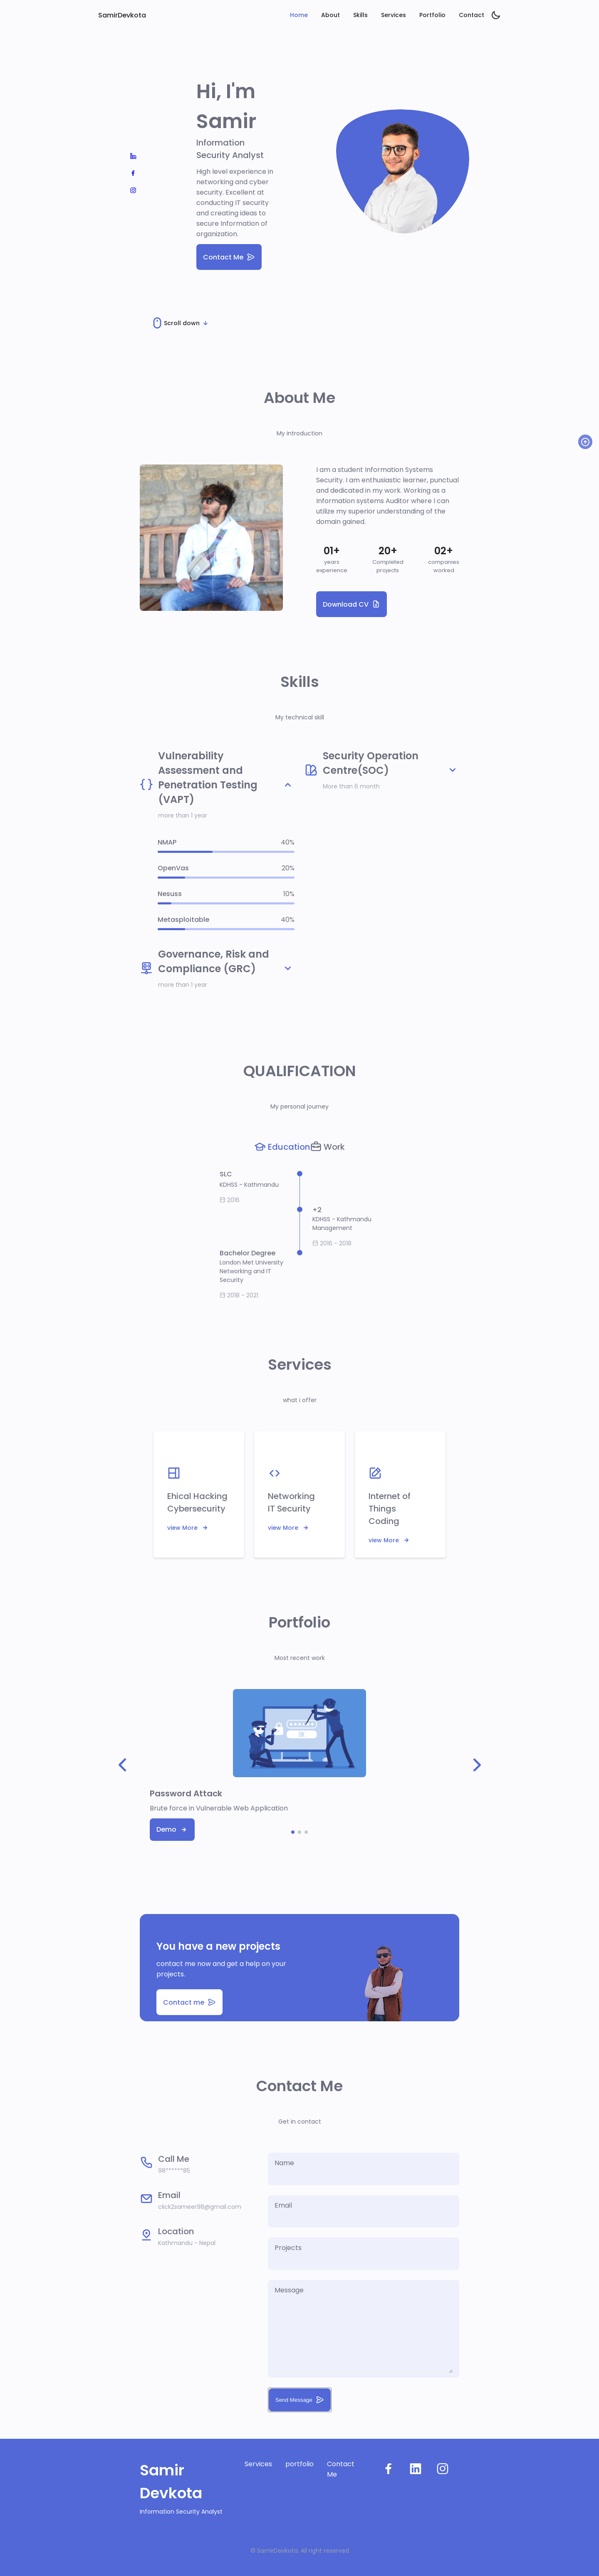 SamirDevkota
Home About Skills Services Portfolio Contact
Hi, I'm
Samir
Information
Security Analyst
High level experience in
networking and cyber
security. Excellent at
conducting IT security
and creating ideas to
secure Information of
organization.
Contact Me
Scroll down
About Me
My introduction
I am a student Information Systems
Security. I am enthusiastic learner, punctual
and dedicated in my work. Working as a
Information systems Auditor where I can
utilize my superior understanding of the
domain gained.
01+ 20+ 02+
years Completed companies
experience projects worked
Download CV
Skills
My technical skill
Vulnerability
Assessment and
Penetration Testing
(VAPT)
more than 1 year
Security Operation
Centre(SOC)
More than 6 month
NMAP 40%
OpenVas 20%
Nesuss 10%
Metasploitable 40%
Governance, Risk and
Compliance (GRC)
more than 1 year
QUALIFICATION
My personal journey
Education Work
SLC
KDHSS - Kathmandu
2016
+2
KDHSS - Kathmandu
Management
2016 - 2018
Bachelor Degree
London Met University
Networking and IT
Security
2018 - 2021
Services
what i offer
Ehical Hacking
Cybersecurity
view More
Networking
IT Security
view More
Internet of
Things
Coding
view More
Portfolio
Most recent work
Password Attack
Brute force in Vulnerable Web Application
Demo
You have a new projects
contact me now and get a help on your
projects.
Contact me
Contact Me
Get in contact
Call Me
98******85
Email
click2sameer98@gmail.com
Location
Kathmandu - Nepal
Name
Email
Projects
Message
Send Message
Samir
Devkota
Information Security Analyst
Services portfolio Contact
Me
© SamirDevkota. All right reserved